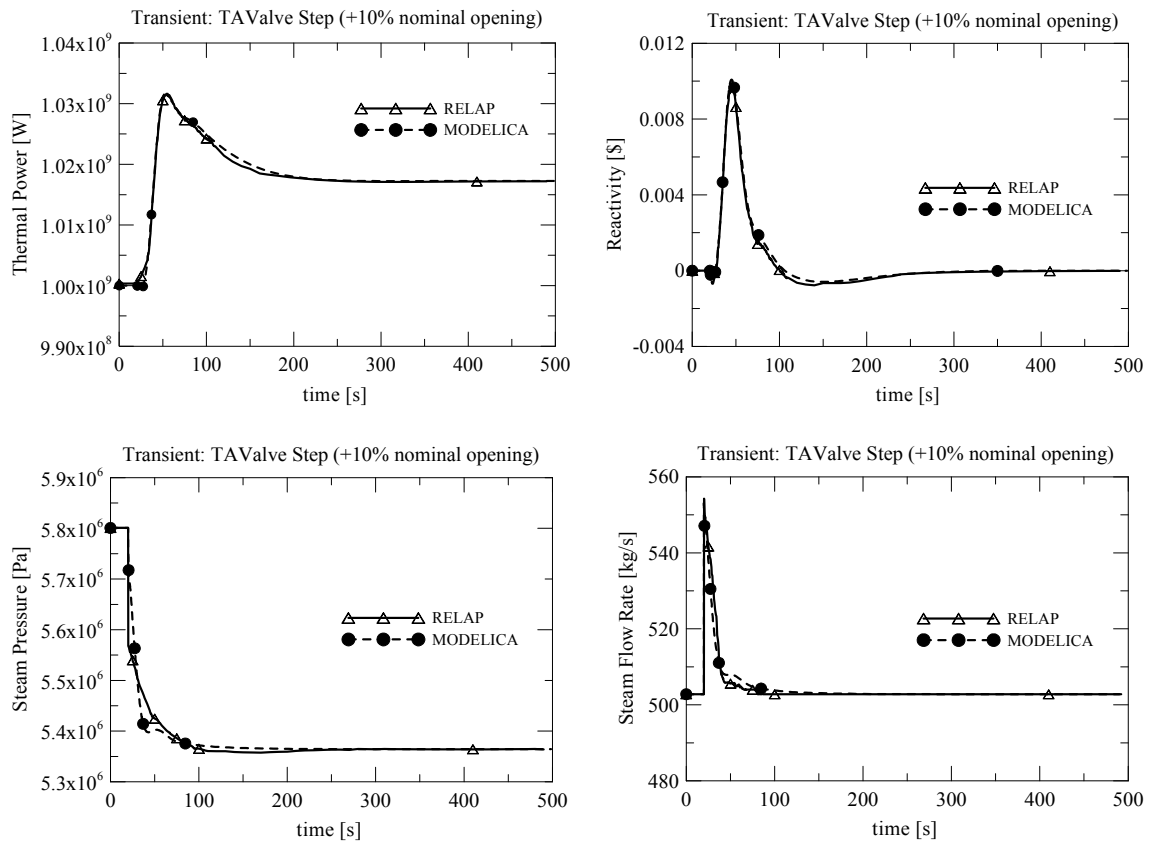 Transient: TAValve Step (+10% nominal opening)
1.04x10⁹
1.03x10⁹
1.02x10⁹
1.01x10⁹
1.00x10⁹
9.90x10⁸
Thermal Power [W]
RELAP
MODELICA
0 100 200 300 400 500
time [s]
Transient: TAValve Step (+10% nominal opening)
0.012
0.008
0.004
0
-0.004
Reactivity [$]
RELAP
MODELICA
0 100 200 300 400 500
time [s]
Transient: TAValve Step (+10% nominal opening)
5.9x10⁶
5.8x10⁶
5.7x10⁶
5.6x10⁶
5.5x10⁶
5.4x10⁶
5.3x10⁶
Steam Pressure [Pa]
RELAP
MODELICA
0 100 200 300 400 500
time [s]
Transient: TAValve Step (+10% nominal opening)
560
540
520
500
480
Steam Flow Rate [kg/s]
RELAP
MODELICA
0 100 200 300 400 500
time [s]